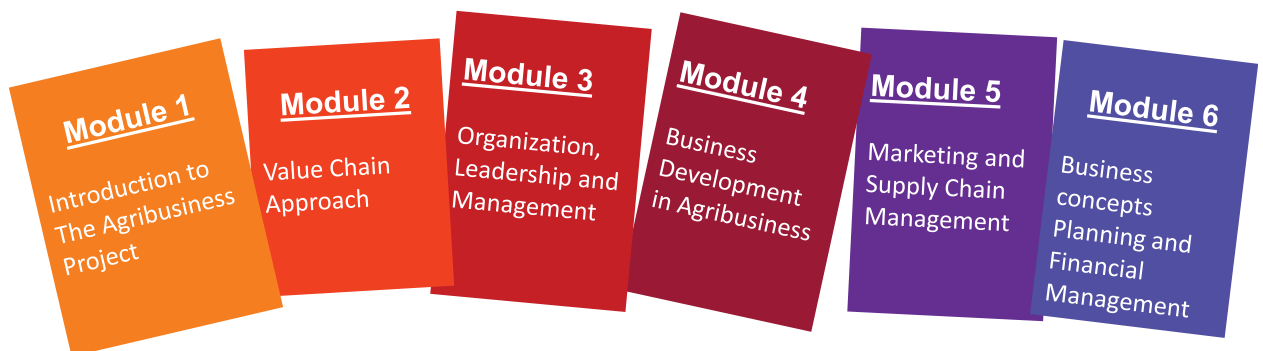 Module 1
Introduction to
The Agribusiness
Project
Module 2
Value Chain
Approach
Module 3
Organization,
Leadership and
Management
Module 4
Business
Development
in Agribusiness
Module 5
Marketing and
Supply Chain
Management
Module 6
Business
concepts
Planning and
Financial
Management